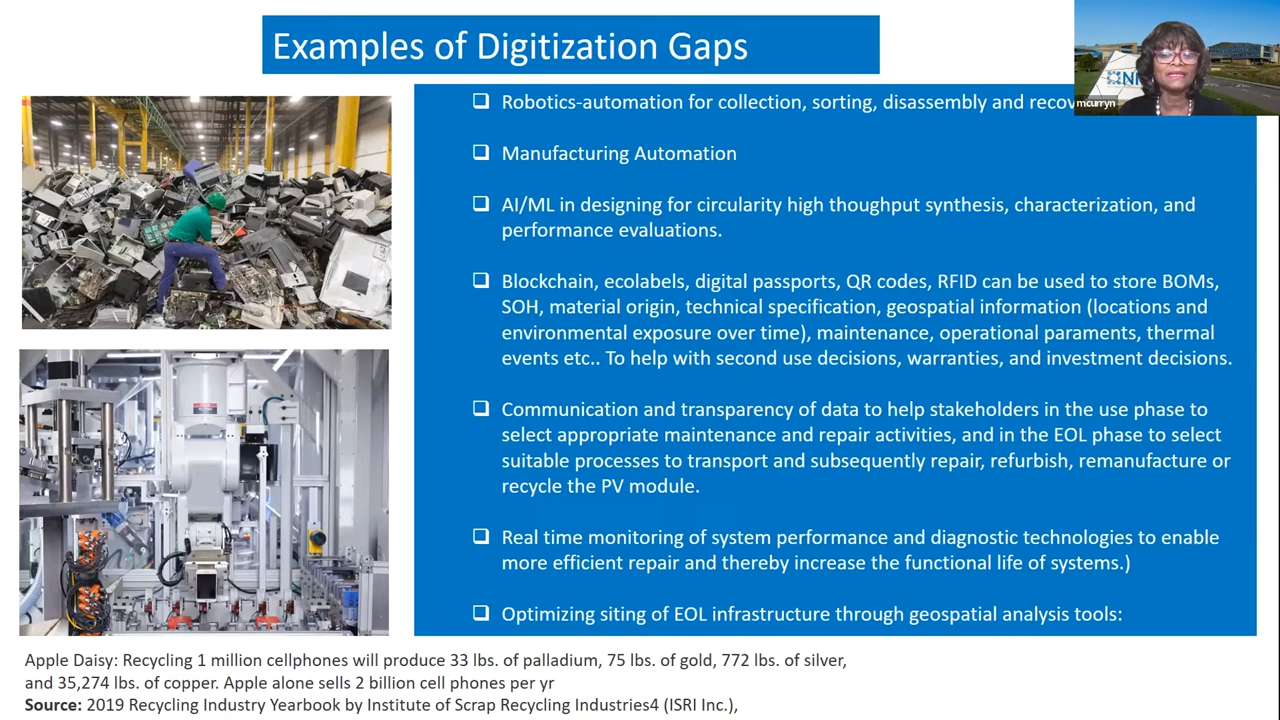 Examples of Digitization Gaps
Robotics-automation for collection, sorting, disassembly and
mcurryn
Manufacturing Automation
AI/ML in designing for circularity high thoughput synthesis, characterization, and
performance evaluations.
Blockchain, ecolabels, digital passports, QR codes, RFID can be used to store BOMs,
SOH, material origin, technical specification, geospatial information (locations and
environmental exposure over time), maintenance, operational paraments, thermal
events etc.. To help with second use decisions, warranties, and investment decisions.
Communication and transparency of data to help stakeholders in the use phase to
select appropriate maintenance and repair activities, and in the EOL phase to select
suitable processes to transport and subsequently repair, refurbish, remanufacture or
recycle the PV module.
Real time monitoring of system performance and diagnostic technologies to enable
more efficient repair and thereby increase the functional life of systems.)
Optimizing siting of EOL infrastructure through geospatial analysis tools:
Apple Daisy: Recycling 1 million cellphones will produce 33 lbs. of palladium, 75 lbs. of gold, 772 lbs. of silver,
and 35,274 lbs. of copper. Apple alone sells 2 billion cell phones per yr
Source: 2019 Recycling Industry Yearbook by Institute of Scrap Recycling Industries4 (ISRI Inc.),